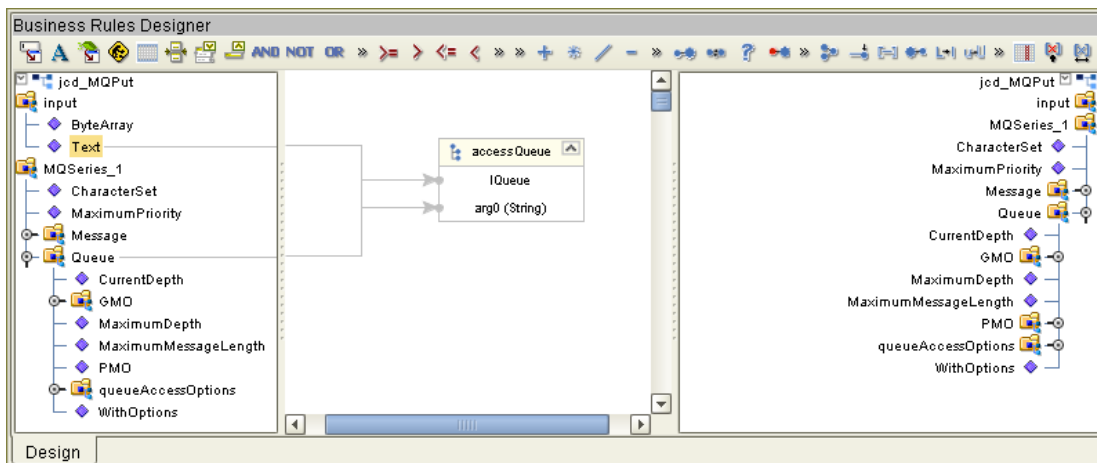 Business Rules Designer
A AND NOT OR » >= > <= < » » + * / - » ? » »
jcd_MQPut
input
ByteArray
Text
MQSeries_1
CharacterSet
MaximumPriority
Message
Queue
CurrentDepth
GMO
MaximumDepth
MaximumMessageLength
PMO
queueAccessOptions
WithOptions
accessQueue
IQueue
arg0 (String)
jcd_MQPut
input
MQSeries_1
CharacterSet
MaximumPriority
Message
Queue
CurrentDepth
GMO
MaximumDepth
MaximumMessageLength
PMO
queueAccessOptions
WithOptions
Design